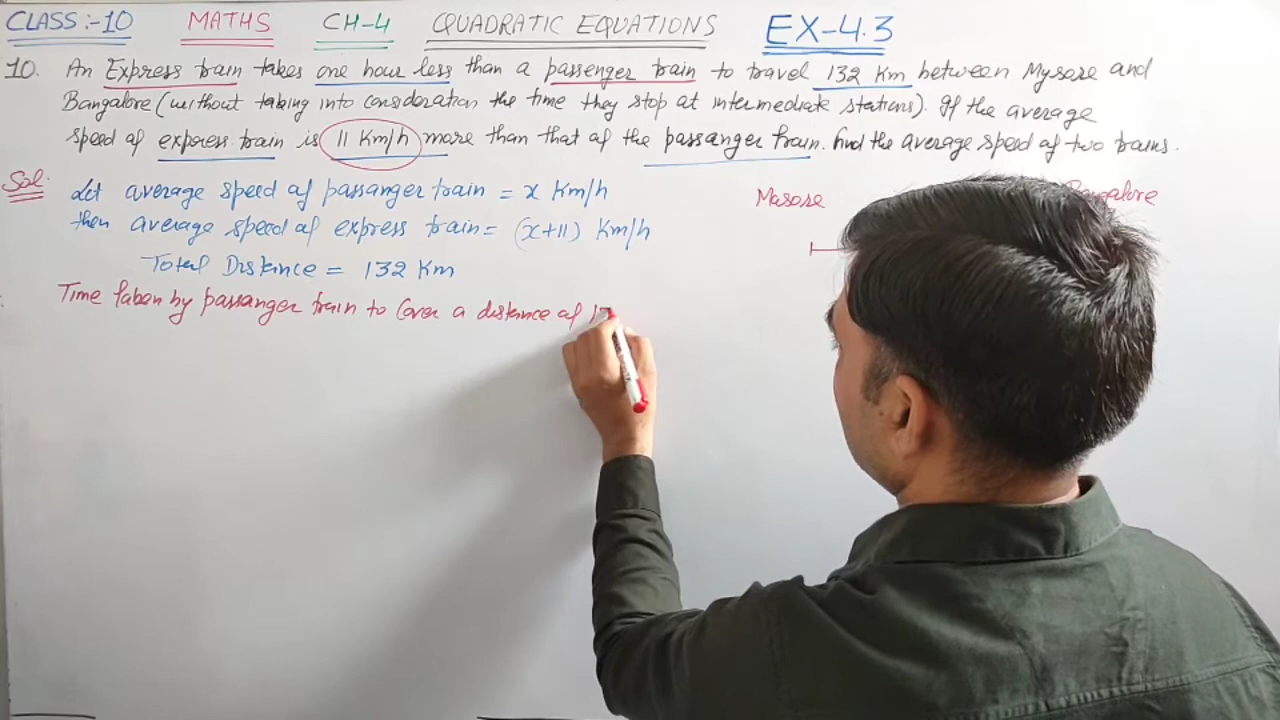 CLASS:-10 MATHS CH-4 QUADRATIC EQUATIONS EX-4.3
10. An Express train takes one hour less than a passenger train to travel 132 Km between Mysore and
Bangalore (without taking into consideration the time they stop at intermediate stations). If the average
speed of express train is 11 Km/h more than that of the passanger train. find the average speed of two trains.
Sol. Let average speed of passanger train = x Km/h
Masore Bangalore
then average speed of express train = (x+11) Km/h
Total Distance = 132 Km
Time taken by passanger train to Cover a distance of